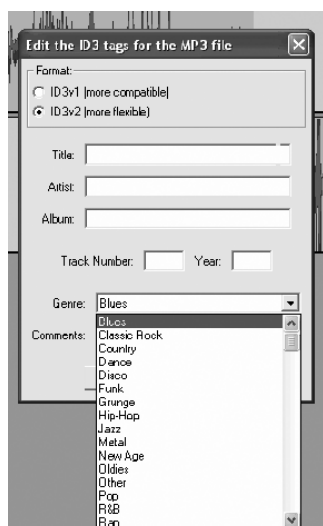 Edit the ID3 tags for the MP3 file
Format:
ID3v1 (more compatible)
ID3v2 (more flexible)
Title:
Artist:
Album:
Track Number: Year:
Genre: Blues
Comments:
Blues
Classic Rock
Country
Dance
Disco
Funk
Grunge
Hip-Hop
Jazz
Metal
New Age
Oldies
Other
Pop
R&B
Rap